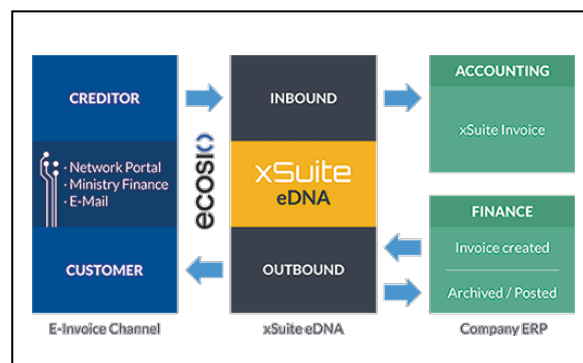 CREDITOR
· Network Portal
· Ministry Finance
· E-Mail
CUSTOMER
E-Invoice Channel
ecosio
INBOUND
xSuite
eDNA
OUTBOUND
xSuite eDNA
ACCOUNTING
xSuite Invoice
FINANCE
Invoice created
Archived / Posted
Company ERP